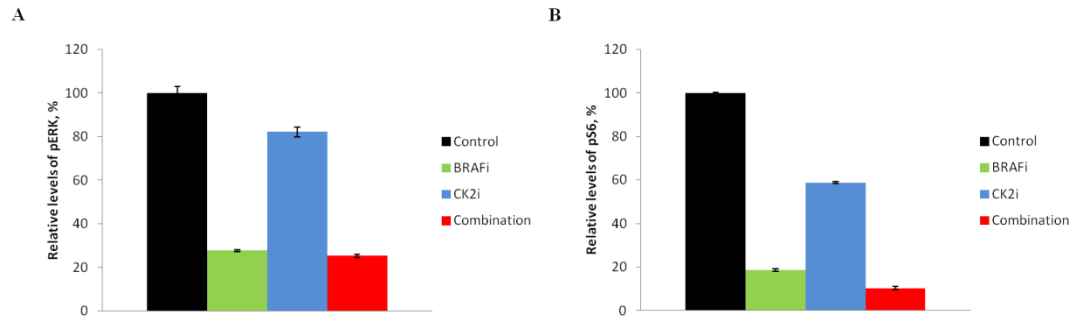 A
Relative levels of pERK, %
120
100
80
60
40
20
0
Control
BRAFi
CK2i
Combination
B
Relative levels of pS6, %
120
100
80
60
40
20
0
Control
BRAFi
CK2i
Combination